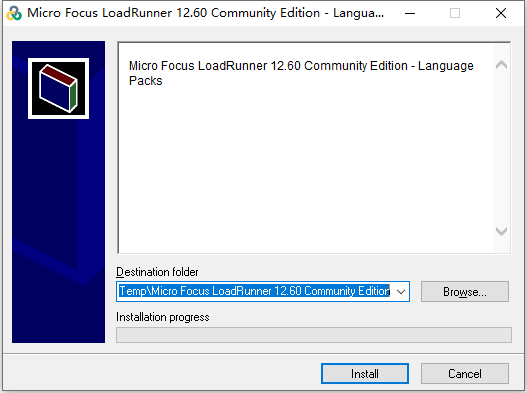 Micro Focus LoadRunner 12.60 Community Edition - Langua...
Micro Focus LoadRunner 12.60 Community Edition - Language
Packs
Destination folder
Temp\Micro Focus LoadRunner 12.60 Community Edition
Browse...
Installation progress
Install
Cancel